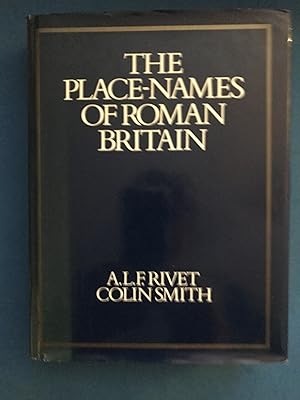 THE
PLACE-NAMES
OF ROMAN
BRITAIN
A.L.F. RIVET
COLIN SMITH